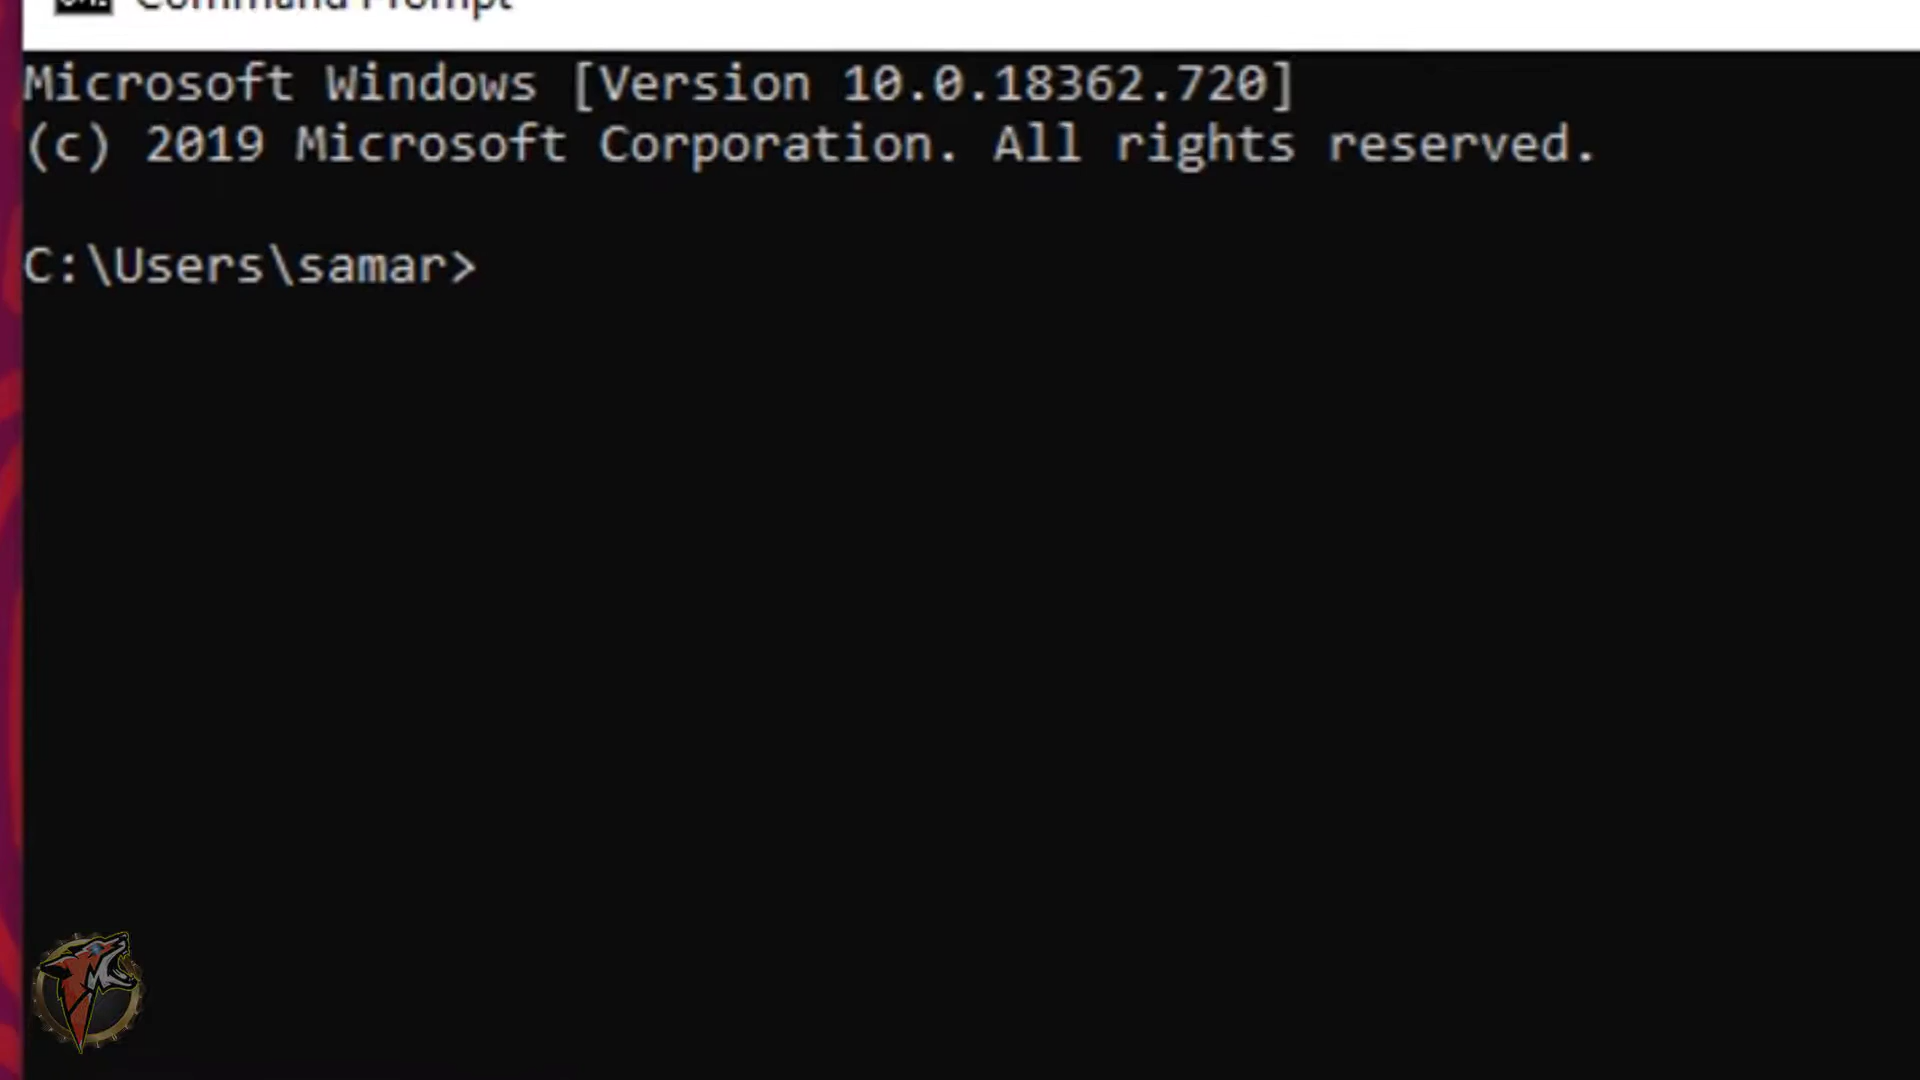 Command Prompt
Microsoft Windows [Version 10.0.18362.720]
(c) 2019 Microsoft Corporation. All rights reserved.
C:\Users\samar>